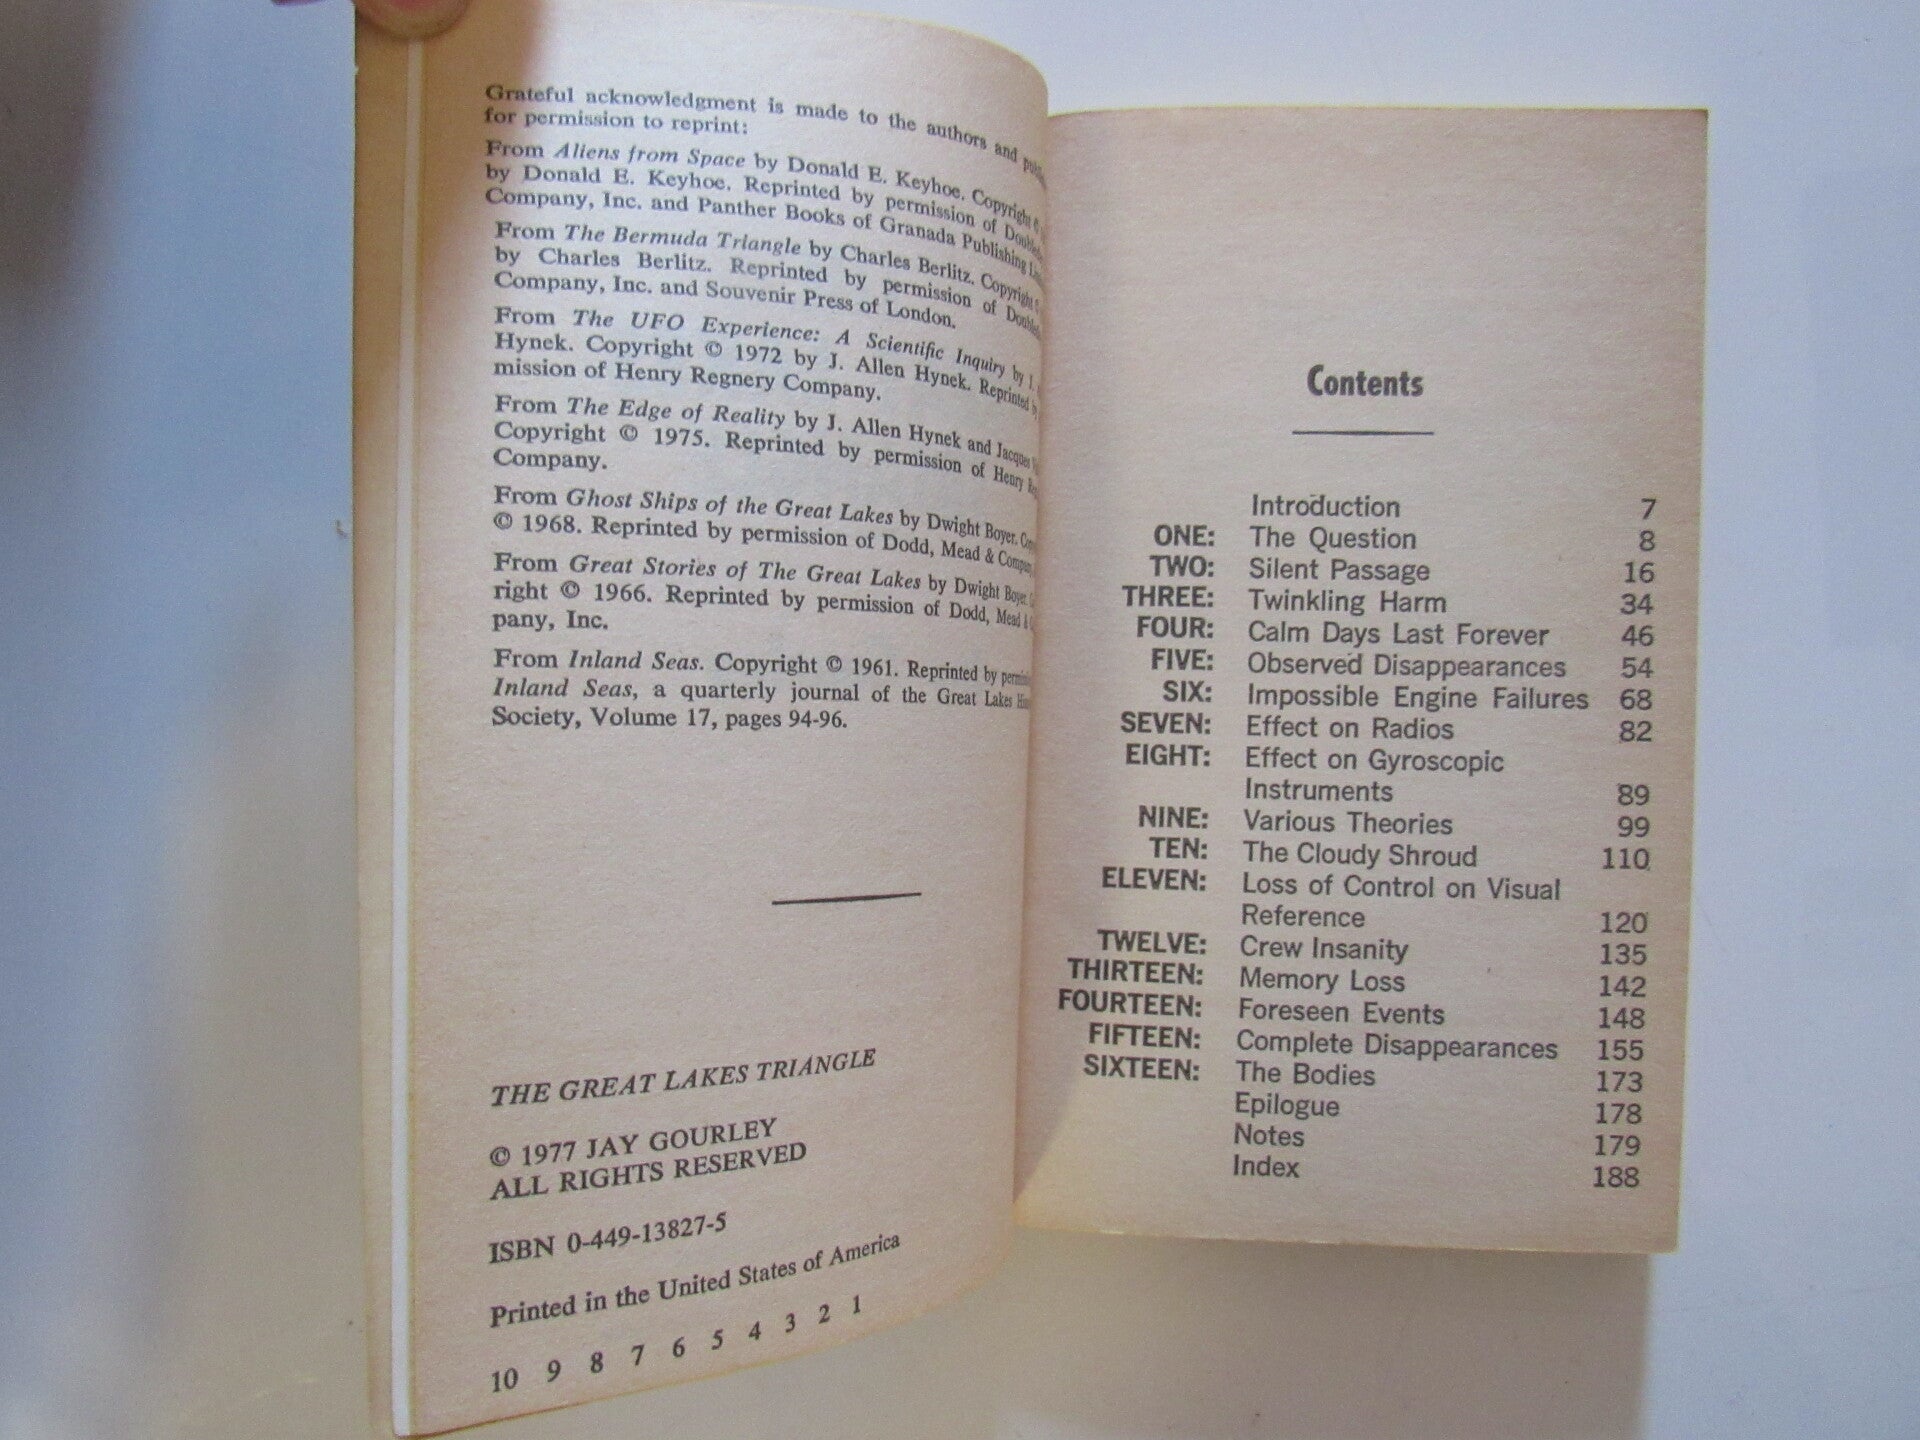 Grateful acknowledgment is made to the authors and
for permission to reprint:
From Aliens from Space by Donald E. Keyhoe. Copyright ©
by Donald E. Keyhoe. Reprinted by permission of
Company, Inc. and Panther Books of Granada Publishing
From The Bermuda Triangle by Charles Berlitz. Copyright ©
by Charles Berlitz. Reprinted by permission of
Company, Inc. and Souvenir Press of London.
From The UFO Experience: A Scientific Inquiry by J.
Hynek. Copyright © 1972 by J. Allen Hynek. Reprinted by
mission of Henry Regnery Company.
From The Edge of Reality by J. Allen Hynek and Jacques
Copyright © 1975. Reprinted by permission of Henry
Company.
From Ghost Ships of the Great Lakes by Dwight Boyer.
© 1968. Reprinted by permission of Dodd, Mead & Company
From Great Stories of The Great Lakes by Dwight Boyer.
right © 1966. Reprinted by permission of Dodd, Mead &
pany, Inc.
From Inland Seas. Copyright © 1961. Reprinted by
Inland Seas, a quarterly journal of the Great Lakes
Society, Volume 17, pages 94-96.
THE GREAT LAKES TRIANGLE
© 1977 JAY GOURLEY
ALL RIGHTS RESERVED
ISBN 0-449-13827-5
Printed in the United States of America
10 9 8 7 6 5 4 3 2 1
Contents
Introduction 7
ONE: The Question 8
TWO: Silent Passage 16
THREE: Twinkling Harm 34
FOUR: Calm Days Last Forever 46
FIVE: Observed Disappearances 54
SIX: Impossible Engine Failures 68
SEVEN: Effect on Radios 82
EIGHT: Effect on Gyroscopic
Instruments 89
NINE: Various Theories 99
TEN: The Cloudy Shroud 110
ELEVEN: Loss of Control on Visual
Reference 120
TWELVE: Crew Insanity 135
THIRTEEN: Memory Loss 142
FOURTEEN: Foreseen Events 148
FIFTEEN: Complete Disappearances 155
SIXTEEN: The Bodies 173
Epilogue 178
Notes 179
Index 188